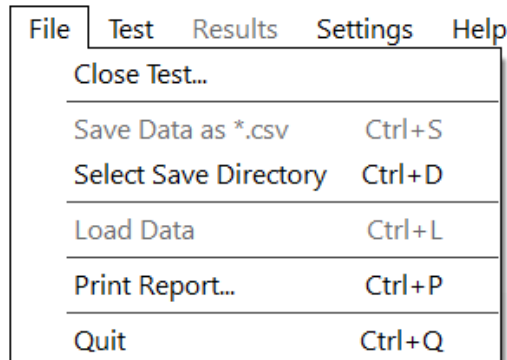 File Test Results Settings Help
Close Test...
Save Data as *.csv Ctrl+S
Select Save Directory Ctrl+D
Load Data Ctrl+L
Print Report... Ctrl+P
Quit Ctrl+Q